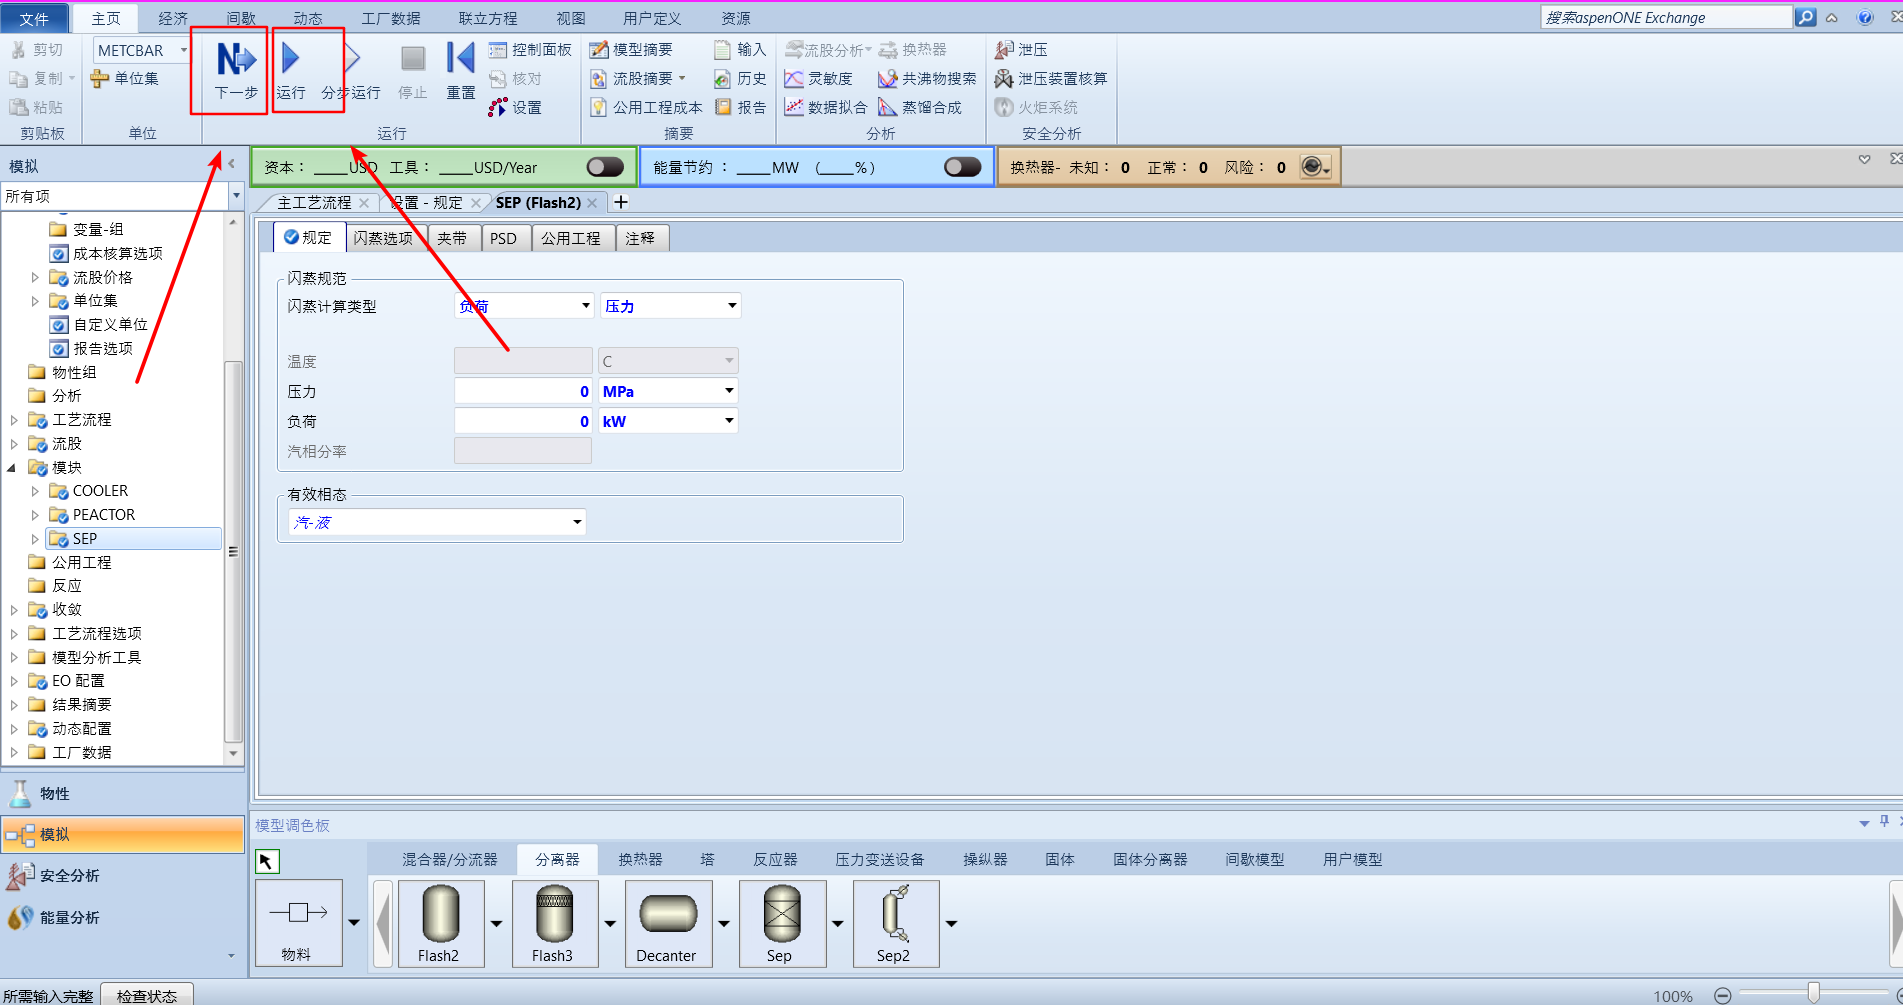 文件 主页 经济 间歇 动态 工厂数据 联立方程 视图 用户定义 资源 搜索aspenONE Exchange
剪切 METCBAR 控制面板 模型摘要 输入 流股分析 换热器 泄压
复制 单位集 核对 流股摘要 历史 灵敏度 共沸物搜索 泄压装置核算
下一步 运行 分步运行 停止 重置
粘贴 设置 公用工程成本 报告 数据拟合 蒸馏合成 火炬系统
剪贴板 单位 运行 摘要 分析 安全分析
模拟
资本： ____USD 工具： ____USD/Year 能量节约 ： ____MW (____%) 换热器- 未知： 0 正常： 0 风险： 0
所有项
主工艺流程 设置 - 规定 SEP (Flash2) +
规定 闪蒸选项 夹带 PSD 公用工程 注释
变量-组
成本核算选项
流股价格
单位集
自定义单位
报告选项
物性组
分析
工艺流程
流股
模块
COOLER
PEACTOR
SEP
公用工程
反应
收敛
工艺流程选项
模型分析工具
EO 配置
结果摘要
动态配置
工厂数据
闪蒸规范
闪蒸计算类型 负荷 压力
温度 C
压力 0 MPa
负荷 0 kW
汽相分率
有效相态
汽-液
物性
模拟
安全分析
能量分析
模型调色板
混合器/分流器 分离器 换热器 塔 反应器 压力变送设备 操纵器 固体 固体分离器 间歇模型 用户模型
物料 Flash2 Flash3 Decanter Sep Sep2
所需输入完整 检查状态 100%